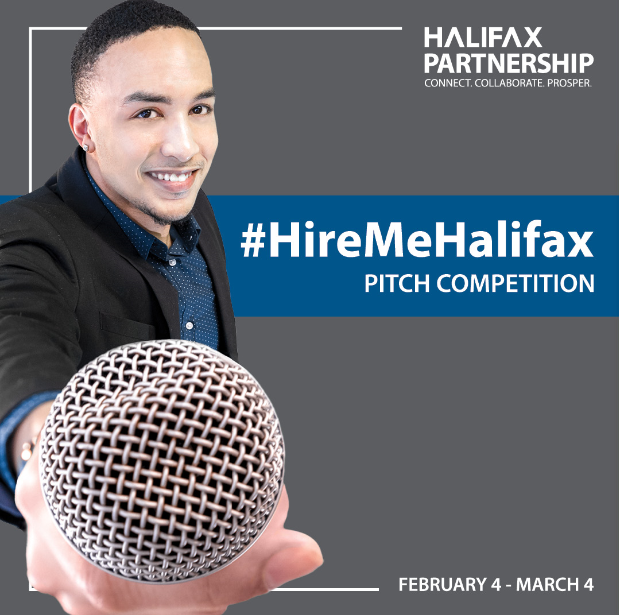 HALIFAX
PARTNERSHIP
CONNECT. COLLABORATE. PROSPER.
#HireMeHalifax
PITCH COMPETITION
FEBRUARY 4 - MARCH 4